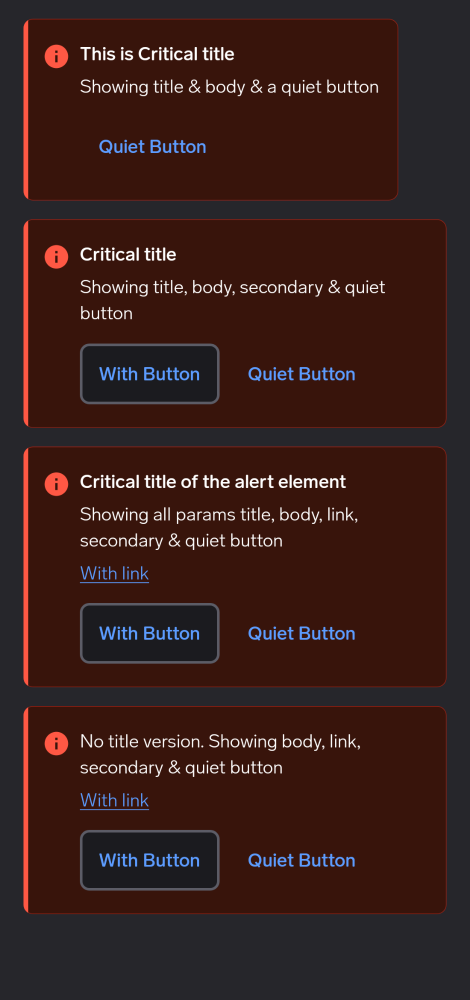 This is Critical title
Showing title & body & a quiet button
Quiet Button
Critical title
Showing title, body, secondary & quiet
button
With Button
Quiet Button
Critical title of the alert element
Showing all params title, body, link,
secondary & quiet button
With link
With Button
Quiet Button
No title version. Showing body, link,
secondary & quiet button
With link
With Button
Quiet Button